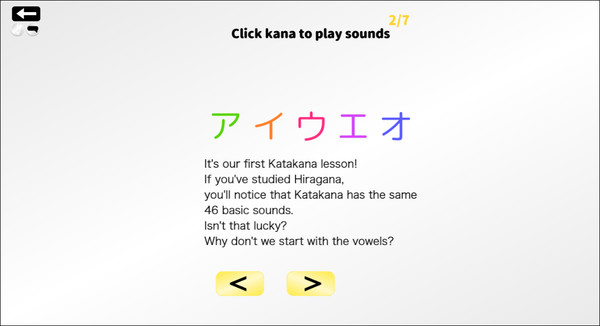 2/7
Click kana to play sounds
アイウエオ
It's our first Katakana lesson!
If you've studied Hiragana,
you'll notice that Katakana has the same
46 basic sounds.
Isn't that lucky?
Why don't we start with the vowels?
< >